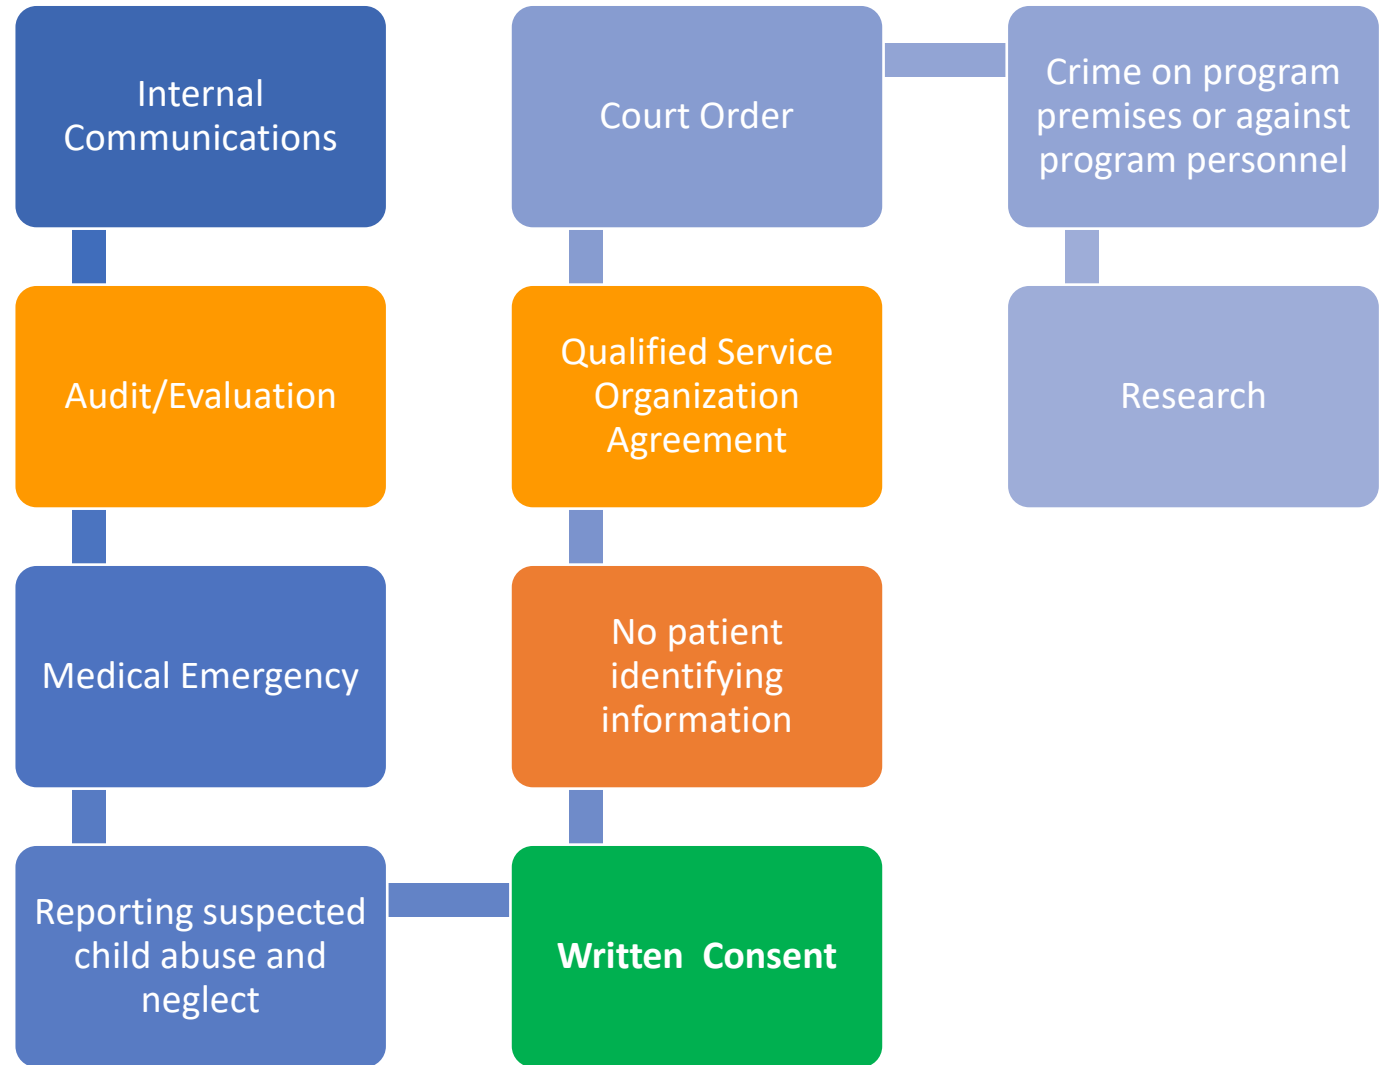 Internal
Communications
Audit/Evaluation
Medical Emergency
Reporting suspected
child abuse and
neglect
Written  Consent
No patient
identifying
information
Qualified Service
Organization
Agreement
Court Order
Crime on program
premises or against
program personnel
Research